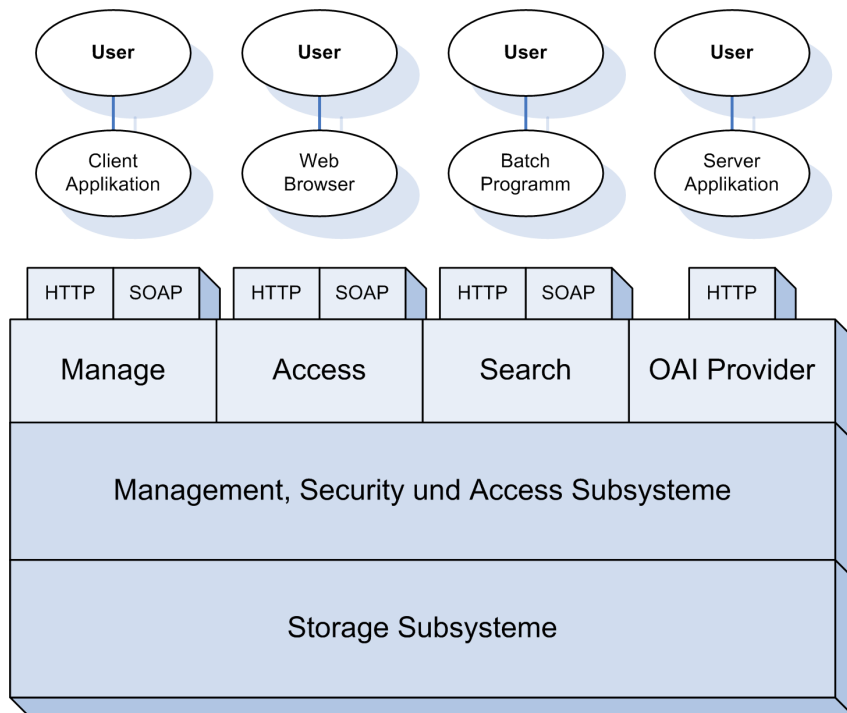 User
User
User
User
Client
Applikation
Web
Browser
Batch
Programm
Server
Applikation
HTTP
SOAP
HTTP
SOAP
HTTP
SOAP
HTTP
Manage
Access
Search
OAI Provider
Management, Security und Access Subsysteme
Storage Subsysteme